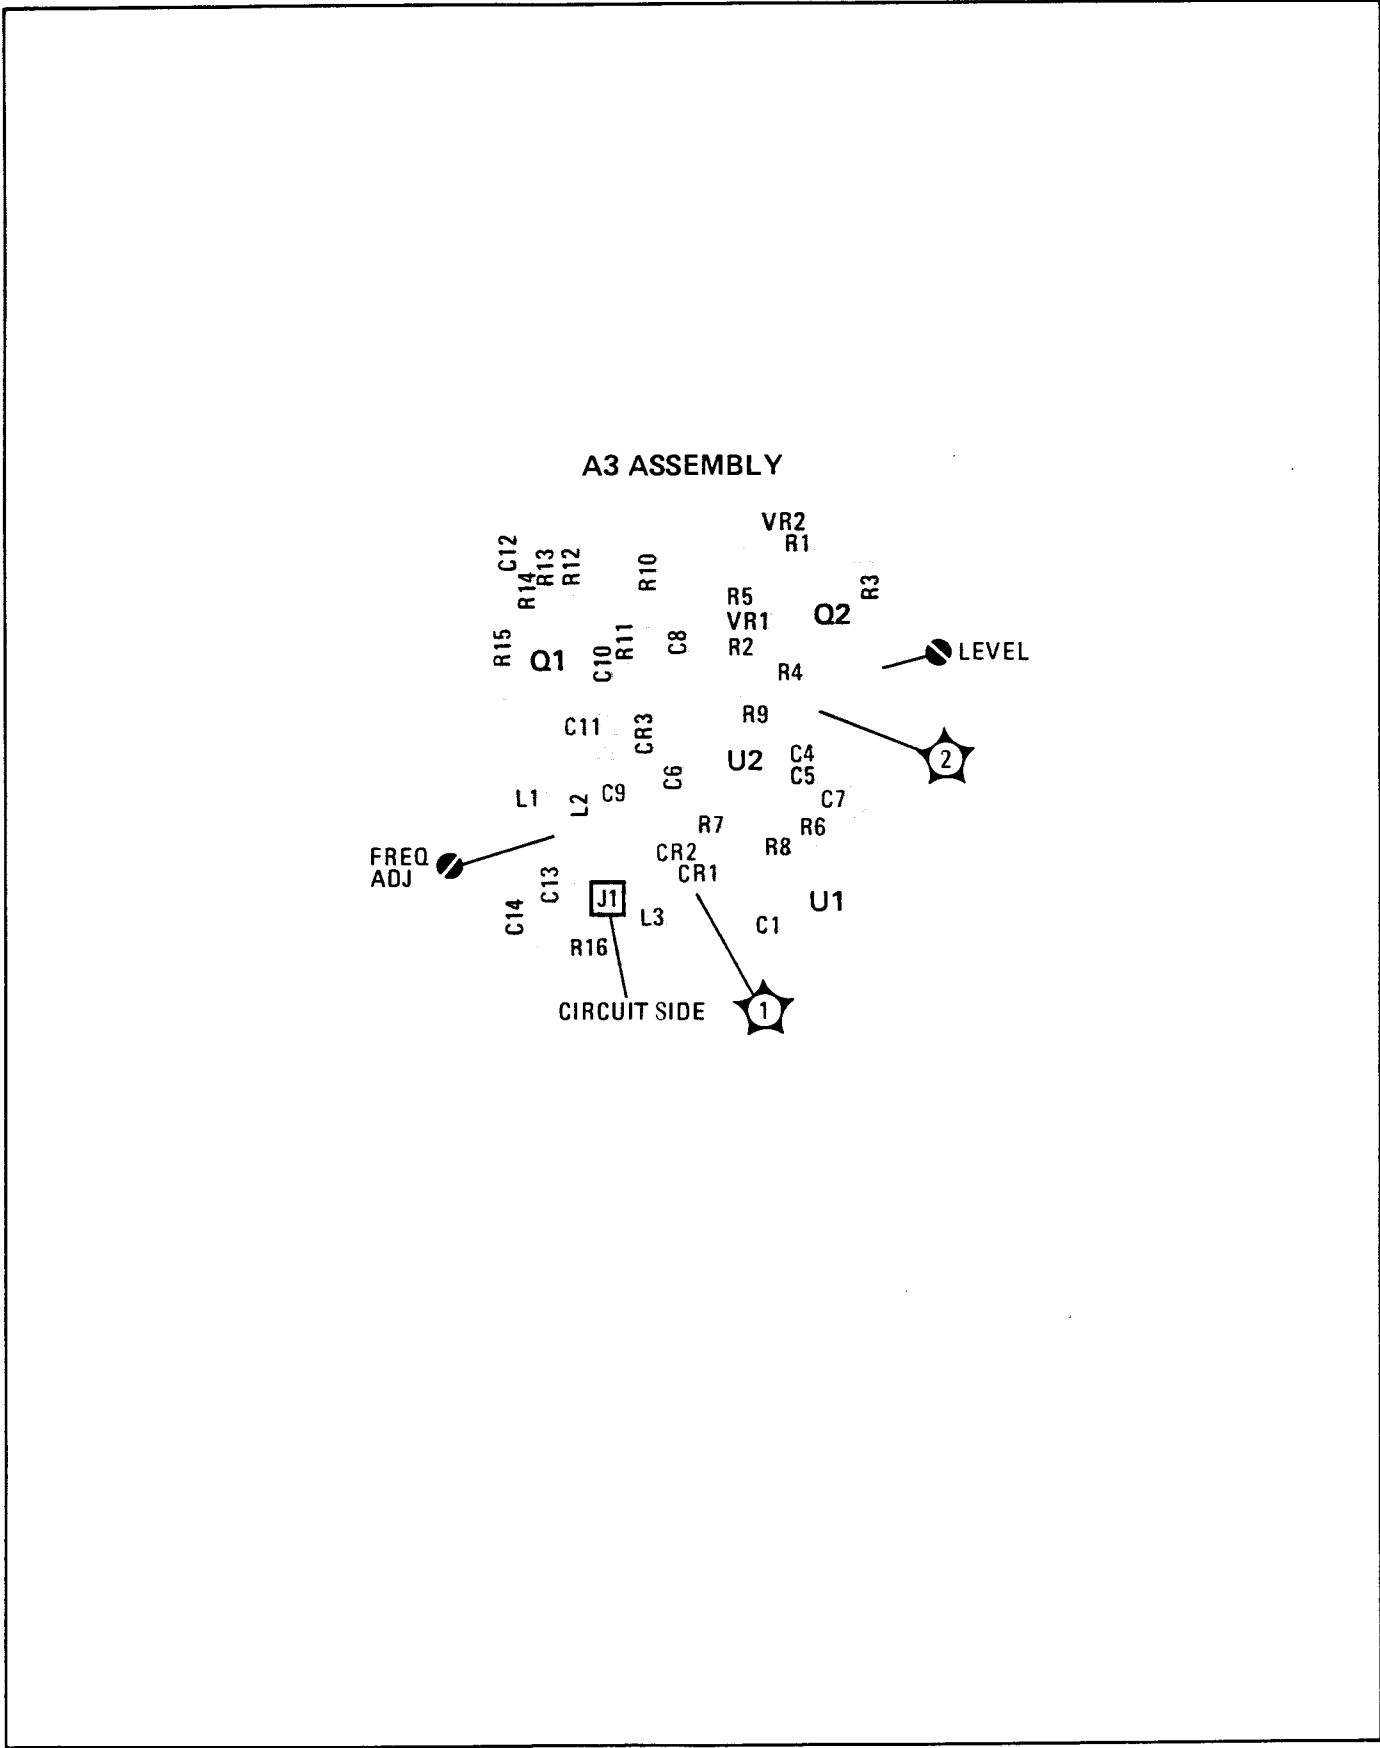 A3 ASSEMBLY
VR2
R1
C12
R13
R12
R14
R10
R3
R5
VR1
Q2
R2
R15
Q1
C10
R11
C8
LEVEL
R4
R9
C11
CR3
U2
C4
C5
2
C6
C7
L1
L2
C9
R7
R6
R8
CR2
CR1
FREQ
ADJ
C13
J1
C14
L3
U1
C1
R16
CIRCUIT SIDE
1